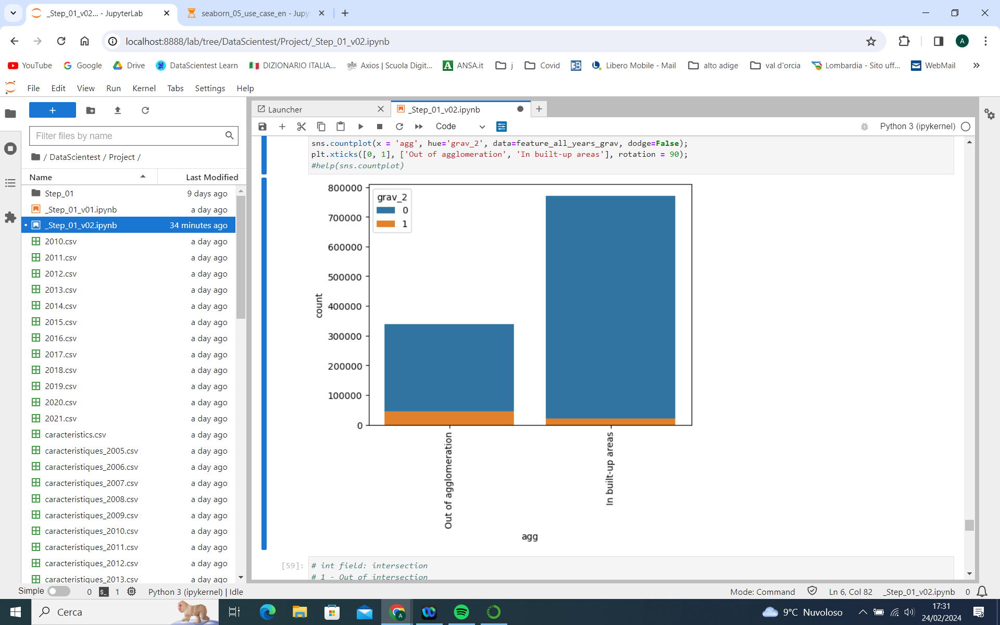 _Step_01_v02... - JupyterLab
seaborn_05_use_case_en - Jupy
localhost:8888/lab/tree/DataScientest/Project/_Step_01_v02.ipynb
A
YouTube
Google
Drive
DataScientest Learn
DIZIONARIO ITALIA...
Axios | Scuola Digit...
ANSA.it
j
Covid
Libero Mobile - Mail
alto adige
val d'orcia
Lombardia - Sito uff...
WebMail
File Edit View Run Kernel Tabs Settings Help
Launcher
_Step_01_v02.ipynb
Code
Python 3 (ipykernel)
Filter files by name
/ DataScientest / Project /
Name Last Modified
Step_01 9 days ago
_Step_01_v01.ipynb a day ago
_Step_01_v02.ipynb 34 minutes ago
2010.csv a day ago
2011.csv a day ago
2012.csv a day ago
2013.csv a day ago
2014.csv a day ago
2015.csv a day ago
2016.csv a day ago
2017.csv a day ago
2018.csv a day ago
2019.csv a day ago
2020.csv a day ago
2021.csv a day ago
caracteristics.csv a day ago
caracteristiques_2005.csv a day ago
caracteristiques_2006.csv a day ago
caracteristiques_2007.csv a day ago
caracteristiques_2008.csv a day ago
caracteristiques_2009.csv a day ago
caracteristiques_2010.csv a day ago
caracteristiques_2011.csv a day ago
caracteristiques_2012.csv a day ago
caracteristiques_2013.csv a day ago
sns.countplot(x = 'agg', hue='grav_2', data=feature_all_years_grav, dodge=False);
plt.xticks([0, 1], ['Out of agglomeration', 'In built-up areas'], rotation = 90);
#help(sns.countplot)
grav_2
0
1
800000
700000
600000
500000
400000
300000
200000
100000
0
count
Out of agglomeration
In built-up areas
agg
[59]:
# int field: intersection
# 1 - Out of intersection
Simple
0
1
Python 3 (ipykernel) | Idle
Mode: Command
Ln 6, Col 82
_Step_01_v02.ipynb
0
Cerca
9°C Nuvoloso
17:31
24/02/2024